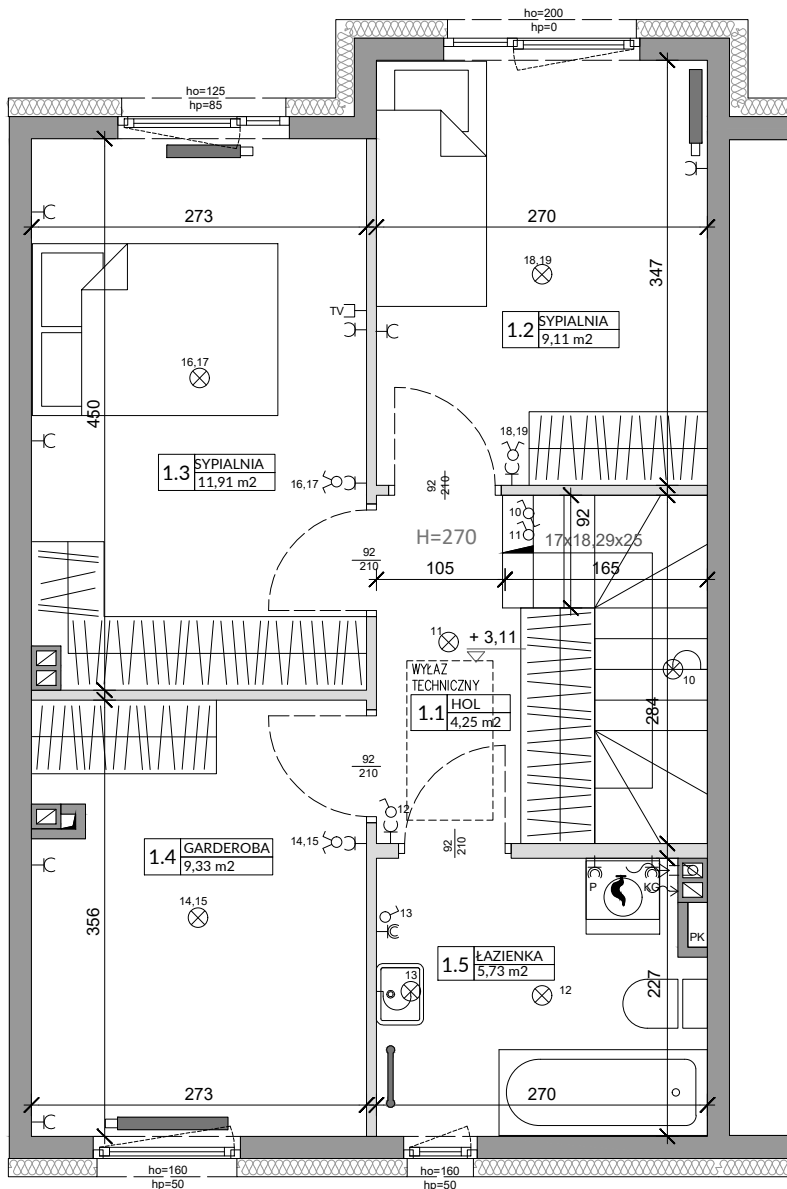 ho=200
hp=0
ho=125
hp=85
273
270
347
18,19
1.2
SYPIALNIA
9,11 m2
TV
16,17
450
1.3
SYPIALNIA
11,91 m2
16,17
18,19
92
210
10
11
92
H=270
17x18,29x25
92
210
105
165
11
+ 3,11
WYŁAZ
TECHNICZNY
10
1.1
HOL
4,25 m2
284
92
210
12
1.4
GARDEROBA
9,33 m2
14,15
92
210
14,15
356
P
KG
13
PK
1.5
ŁAZIENKA
5,73 m2
13
12
227
273
270
ho=160
hp=50
ho=160
hp=50